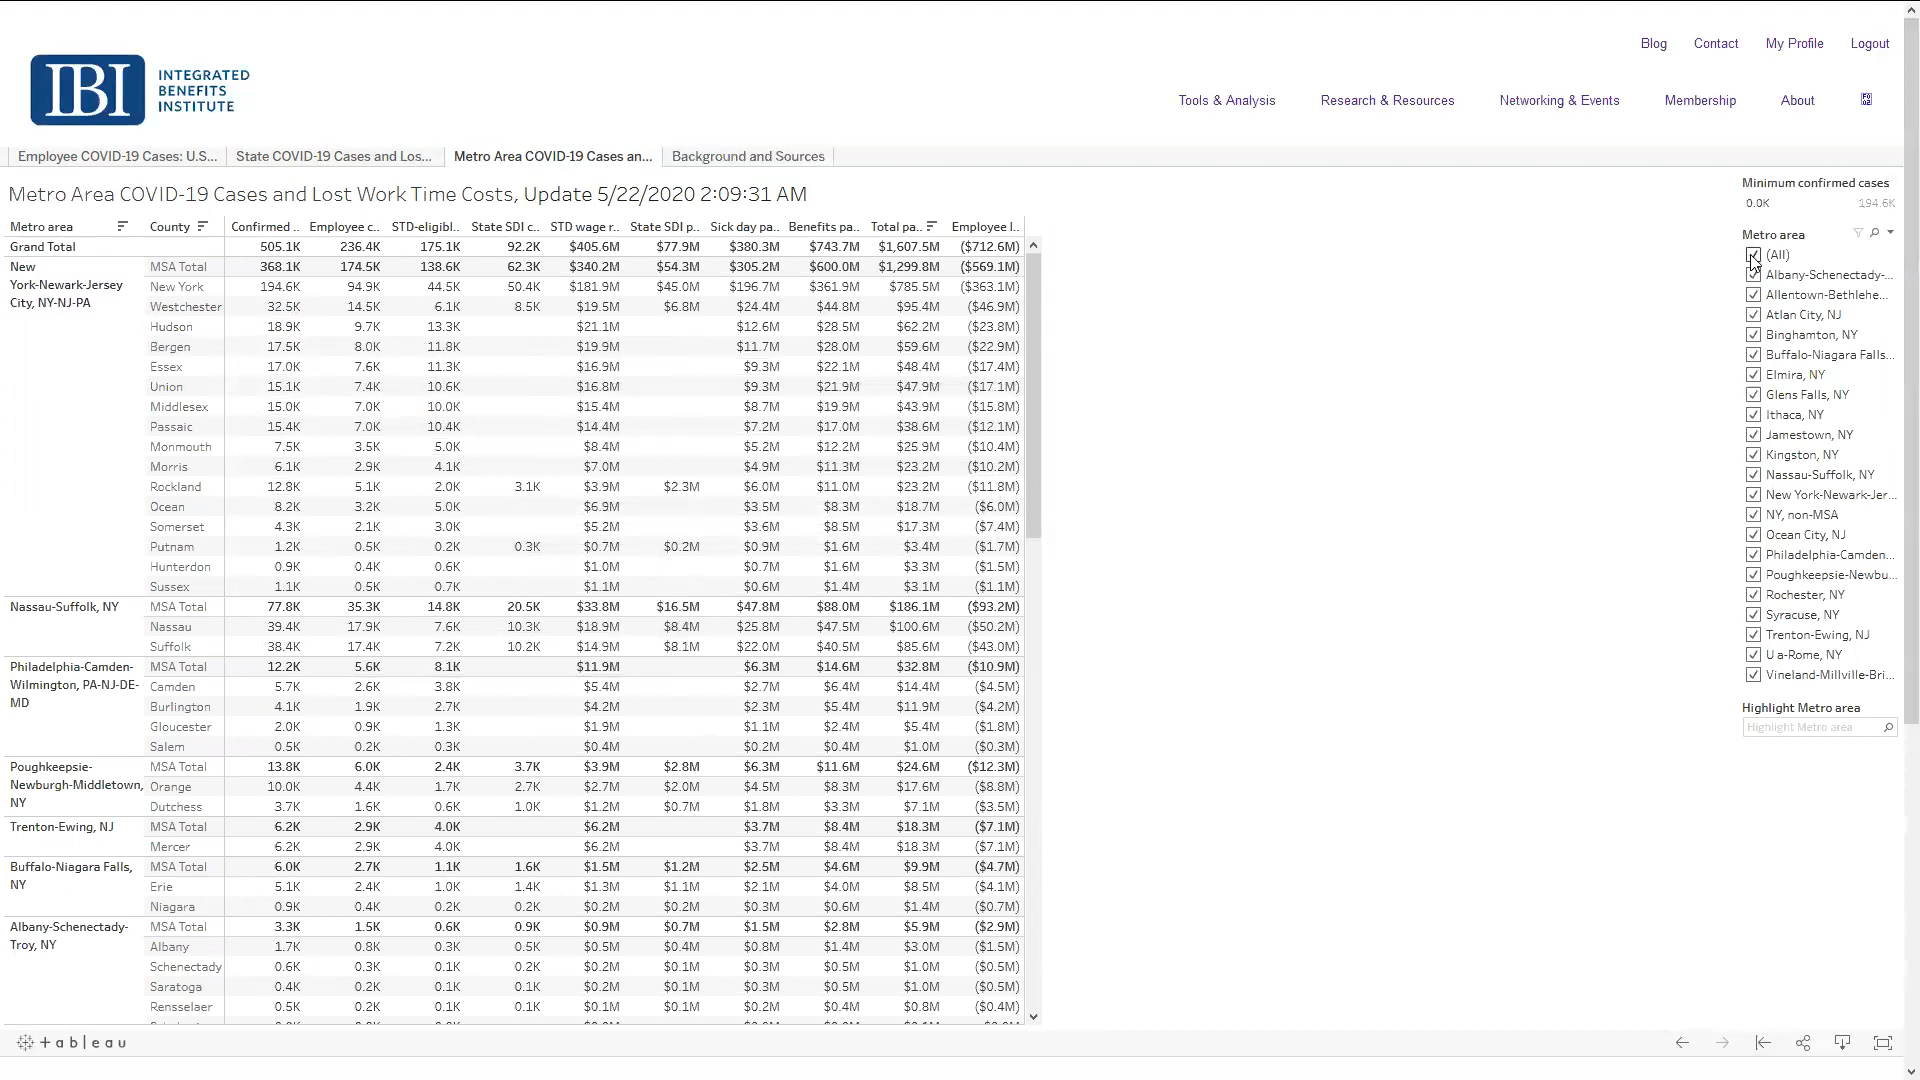 Blog Contact My Profile Logout
IBI INTEGRATED
BENEFITS
INSTITUTE
Tools & Analysis Research & Resources Networking & Events Membership About
Employee COVID-19 Cases: U.S... State COVID-19 Cases and Los... Metro Area COVID-19 Cases an... Background and Sources
Metro Area COVID-19 Cases and Lost Work Time Costs, Update 5/22/2020 2:09:31 AM
Metro area County Confirmed .. Employee c.. STD-eligibl.. State SDI c.. STD wage r.. State SDI p.. Sick day pa.. Benefits pa.. Total pa.. Employee l..
Grand Total 505.1K 236.4K 175.1K 92.2K $405.6M $77.9M $380.3M $743.7M $1,607.5M ($712.6M)
New York-Newark-Jersey City, NY-NJ-PA MSA Total 368.1K 174.5K 138.6K 62.3K $340.2M $54.3M $305.2M $600.0M $1,299.8M ($569.1M)
New York 194.6K 94.9K 44.5K 50.4K $181.9M $45.0M $196.7M $361.9M $785.5M ($363.1M)
Westchester 32.5K 14.5K 6.1K 8.5K $19.5M $6.8M $24.4M $44.8M $95.4M ($46.9M)
Hudson 18.9K 9.7K 13.3K $21.1M $12.6M $28.5M $62.2M ($23.8M)
Bergen 17.5K 8.0K 11.8K $19.9M $11.7M $28.0M $59.6M ($22.9M)
Essex 17.0K 7.6K 11.3K $16.9M $9.3M $22.1M $48.4M ($17.4M)
Union 15.1K 7.4K 10.6K $16.8M $9.3M $21.9M $47.9M ($17.1M)
Middlesex 15.0K 7.0K 10.0K $15.4M $8.7M $19.9M $43.9M ($15.8M)
Passaic 15.4K 7.0K 10.4K $14.4M $7.2M $17.0M $38.6M ($12.1M)
Monmouth 7.5K 3.5K 5.0K $8.4M $5.2M $12.2M $25.9M ($10.4M)
Morris 6.1K 2.9K 4.1K $7.0M $4.9M $11.3M $23.2M ($10.2M)
Rockland 12.8K 5.1K 2.0K 3.1K $3.9M $2.3M $6.0M $11.0M $23.2M ($11.8M)
Ocean 8.2K 3.2K 5.0K $6.9M $3.5M $8.3M $18.7M ($6.0M)
Somerset 4.3K 2.1K 3.0K $5.2M $3.6M $8.5M $17.3M ($7.4M)
Putnam 1.2K 0.5K 0.2K 0.3K $0.7M $0.2M $0.9M $1.6M $3.4M ($1.7M)
Hunterdon 0.9K 0.4K 0.6K $1.0M $0.7M $1.6M $3.3M ($1.5M)
Sussex 1.1K 0.5K 0.7K $1.1M $0.6M $1.4M $3.1M ($1.1M)
Nassau-Suffolk, NY MSA Total 77.8K 35.3K 14.8K 20.5K $33.8M $16.5M $47.8M $88.0M $186.1M ($93.2M)
Nassau 39.4K 17.9K 7.6K 10.3K $18.9M $8.4M $25.8M $47.5M $100.6M ($50.2M)
Suffolk 38.4K 17.4K 7.2K 10.2K $14.9M $8.1M $22.0M $40.5M $85.6M ($43.0M)
Philadelphia-Camden-Wilmington, PA-NJ-DE-MD MSA Total 12.2K 5.6K 8.1K $11.9M $6.3M $14.6M $32.8M ($10.9M)
Camden 5.7K 2.6K 3.8K $5.4M $2.7M $6.4M $14.4M ($4.5M)
Burlington 4.1K 1.9K 2.7K $4.2M $2.3M $5.4M $11.9M ($4.2M)
Gloucester 2.0K 0.9K 1.3K $1.9M $1.1M $2.4M $5.4M ($1.8M)
Salem 0.5K 0.2K 0.3K $0.4M $0.2M $0.4M $1.0M ($0.3M)
Poughkeepsie-Newburgh-Middletown, NY MSA Total 13.8K 6.0K 2.4K 3.7K $3.9M $2.8M $6.3M $11.6M $24.6M ($12.3M)
Orange 10.0K 4.4K 1.7K 2.7K $2.7M $2.0M $4.5M $8.3M $17.6M ($8.8M)
Dutchess 3.7K 1.6K 0.6K 1.0K $1.2M $0.7M $1.8M $3.3M $7.1M ($3.5M)
Trenton-Ewing, NJ MSA Total 6.2K 2.9K 4.0K $6.2M $3.7M $8.4M $18.3M ($7.1M)
Mercer 6.2K 2.9K 4.0K $6.2M $3.7M $8.4M $18.3M ($7.1M)
Buffalo-Niagara Falls, NY MSA Total 6.0K 2.7K 1.1K 1.6K $1.5M $1.2M $2.5M $4.6M $9.9M ($4.7M)
Erie 5.1K 2.4K 1.0K 1.4K $1.3M $1.1M $2.1M $4.0M $8.5M ($4.1M)
Niagara 0.9K 0.4K 0.2K 0.2K $0.2M $0.2M $0.3M $0.6M $1.4M ($0.7M)
Albany-Schenectady-Troy, NY MSA Total 3.3K 1.5K 0.6K 0.9K $0.9M $0.7M $1.5M $2.8M $5.9M ($2.9M)
Albany 1.7K 0.8K 0.3K 0.5K $0.5M $0.4M $0.8M $1.4M $3.0M ($1.5M)
Schenectady 0.6K 0.3K 0.1K 0.2K $0.2M $0.1M $0.3M $0.5M $1.0M ($0.5M)
Saratoga 0.4K 0.2K 0.1K 0.1K $0.2M $0.1M $0.3M $0.5M $1.0M ($0.5M)
Rensselaer 0.5K 0.2K 0.1K 0.1K $0.1M $0.1M $0.2M $0.4M $0.8M ($0.4M)
Minimum confirmed cases
0.0K 194.6K
Metro area
(All)
Albany-Schenectady-...
Allentown-Bethlehe...
Atlan City, NJ
Binghamton, NY
Buffalo-Niagara Falls...
Elmira, NY
Glens Falls, NY
Ithaca, NY
Jamestown, NY
Kingston, NY
Nassau-Suffolk, NY
New York-Newark-Jer...
NY, non-MSA
Ocean City, NJ
Philadelphia-Camden...
Poughkeepsie-Newbu...
Rochester, NY
Syracuse, NY
Trenton-Ewing, NJ
U a-Rome, NY
Vineland-Millville-Bri...
Highlight Metro area
Highlight Metro area
+ a b | e a u